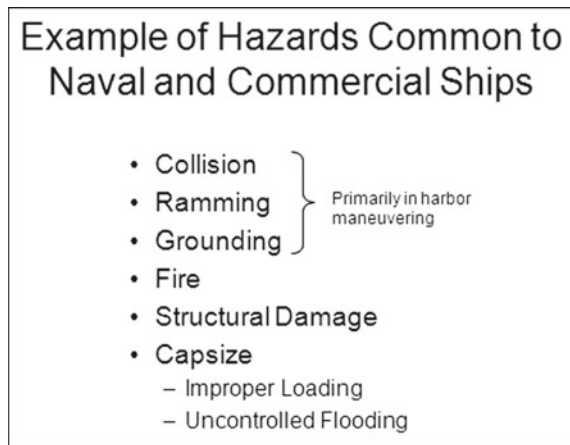 Example of Hazards Common to
Naval and Commercial Ships
• Collision
• Ramming
• Grounding
Primarily in harbor
maneuvering
• Fire
• Structural Damage
• Capsize
– Improper Loading
– Uncontrolled Flooding